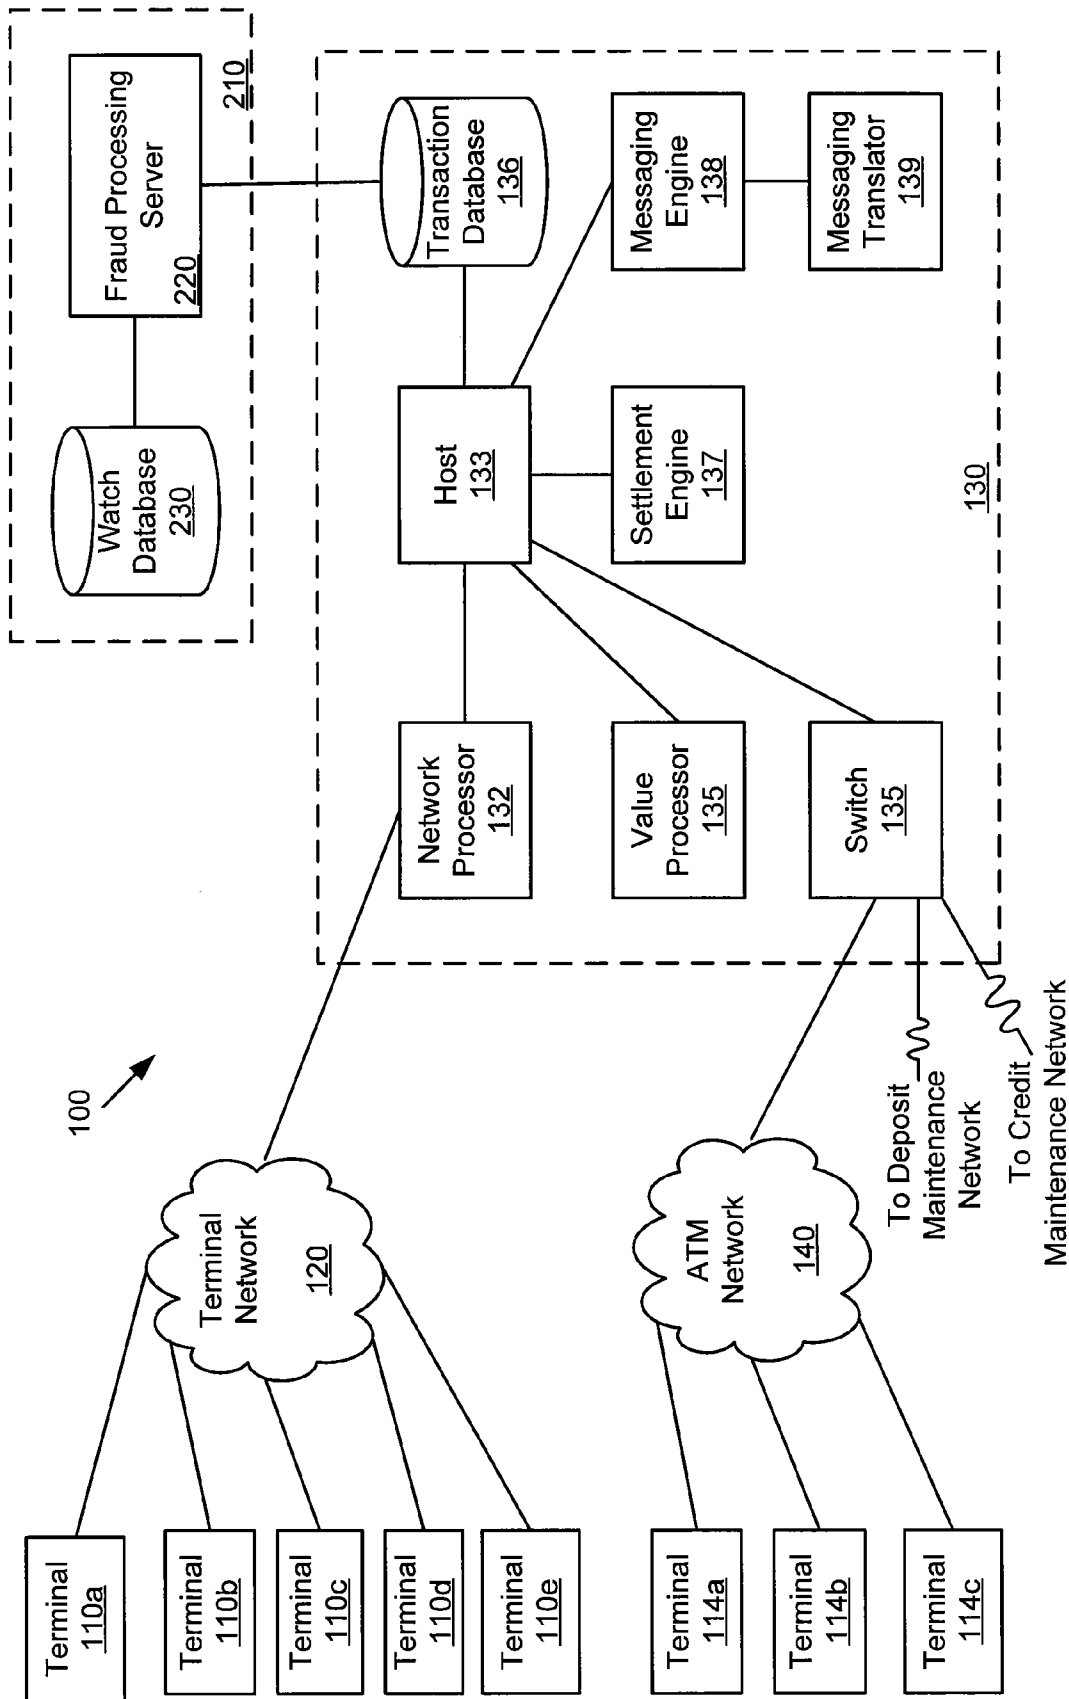 100
Terminal
110a
Terminal
110b
Terminal
110c
Terminal
110d
Terminal
110e
Terminal
Network
120
Terminal
114a
Terminal
114b
Terminal
114c
ATM
Network
140
To Deposit
Maintenance
Network
To Credit
Maintenance Network
Network
Processor
132
Value
Processor
135
Switch
135
Host
133
Settlement
Engine
137
Transaction
Database
136
Messaging
Engine
138
Messaging
Translator
139
130
Watch
Database
230
Fraud Processing
Server
220
210